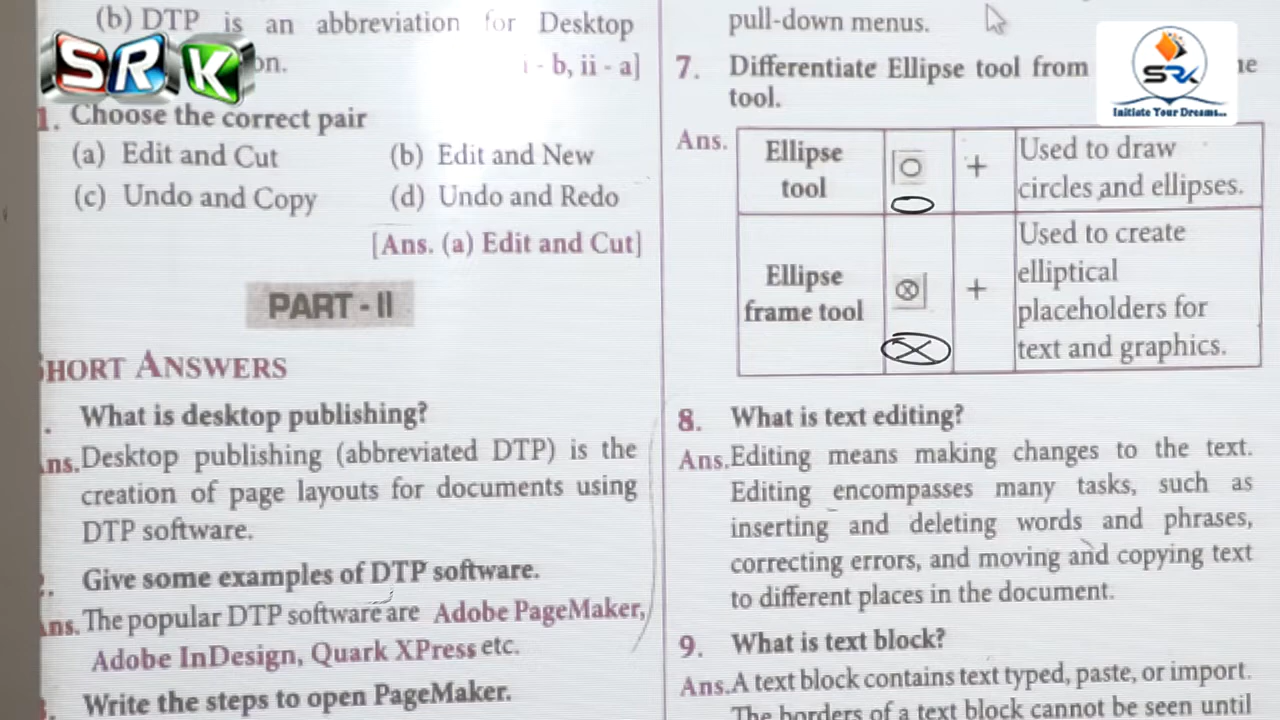 (b) DTP is an abbreviation for Desktop
on.
i - b, ii - a]
SRK
1. Choose the correct pair
(a) Edit and Cut (b) Edit and New
(c) Undo and Copy (d) Undo and Redo
[Ans. (a) Edit and Cut]
PART - II
SHORT ANSWERS
What is desktop publishing?
Ans. Desktop publishing (abbreviated DTP) is the
creation of page layouts for documents using
DTP software.
Give some examples of DTP software.
Ans. The popular DTP software are Adobe PageMaker,
Adobe InDesign, Quark XPress etc.
Write the steps to open PageMaker.
pull-down menus.
7. Differentiate Ellipse tool from
tool.
SRK
Initiate Your Dreams...
Ans.
Ellipse
tool
+
Used to draw
circles and ellipses.
Ellipse
frame tool
+
Used to create
elliptical
placeholders for
text and graphics.
8. What is text editing?
Ans. Editing means making changes to the text.
Editing encompasses many tasks, such as
inserting and deleting words and phrases,
correcting errors, and moving and copying text
to different places in the document.
9. What is text block?
Ans. A text block contains text typed, paste, or import.
The borders of a text block cannot be seen until